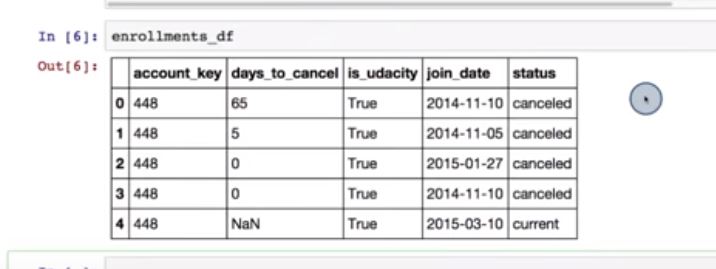 In [6]: enrollments_df
Out[6]:
account_key days_to_cancel is_udacity join_date status
0 448 65 True 2014-11-10 canceled
1 448 5 True 2014-11-05 canceled
2 448 0 True 2015-01-27 canceled
3 448 0 True 2014-11-10 canceled
4 448 NaN True 2015-03-10 current